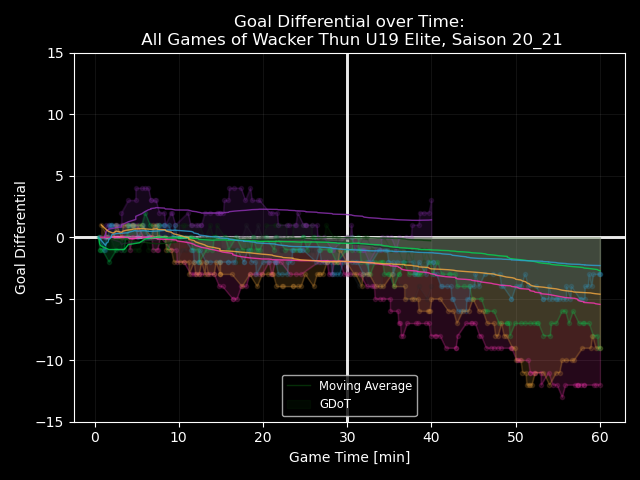 Goal Differential over Time:
All Games of Wacker Thun U19 Elite, Saison 20_21
15
10
5
0
−5
−10
−15
Goal Differential
Moving Average
GDoT
0 10 20 30 40 50 60
Game Time [min]